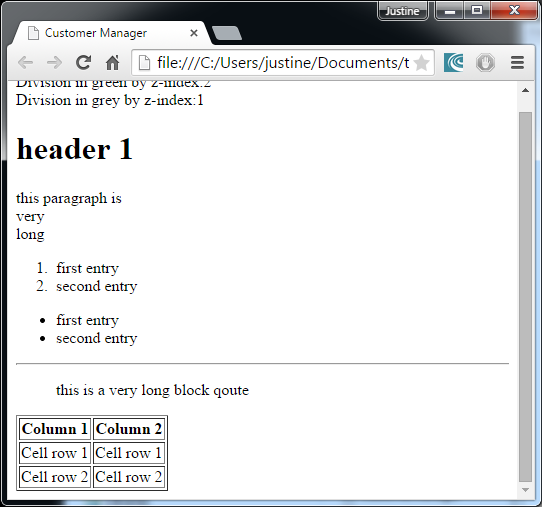 Justine
Customer Manager
file:///C:/Users/justine/Documents/t
Division in green by z-index:2
Division in grey by z-index:1
header 1
this paragraph is
very
long
1. first entry
2. second entry
• first entry
• second entry
this is a very long block qoute
Column 1 Column 2
Cell row 1 Cell row 1
Cell row 2 Cell row 2